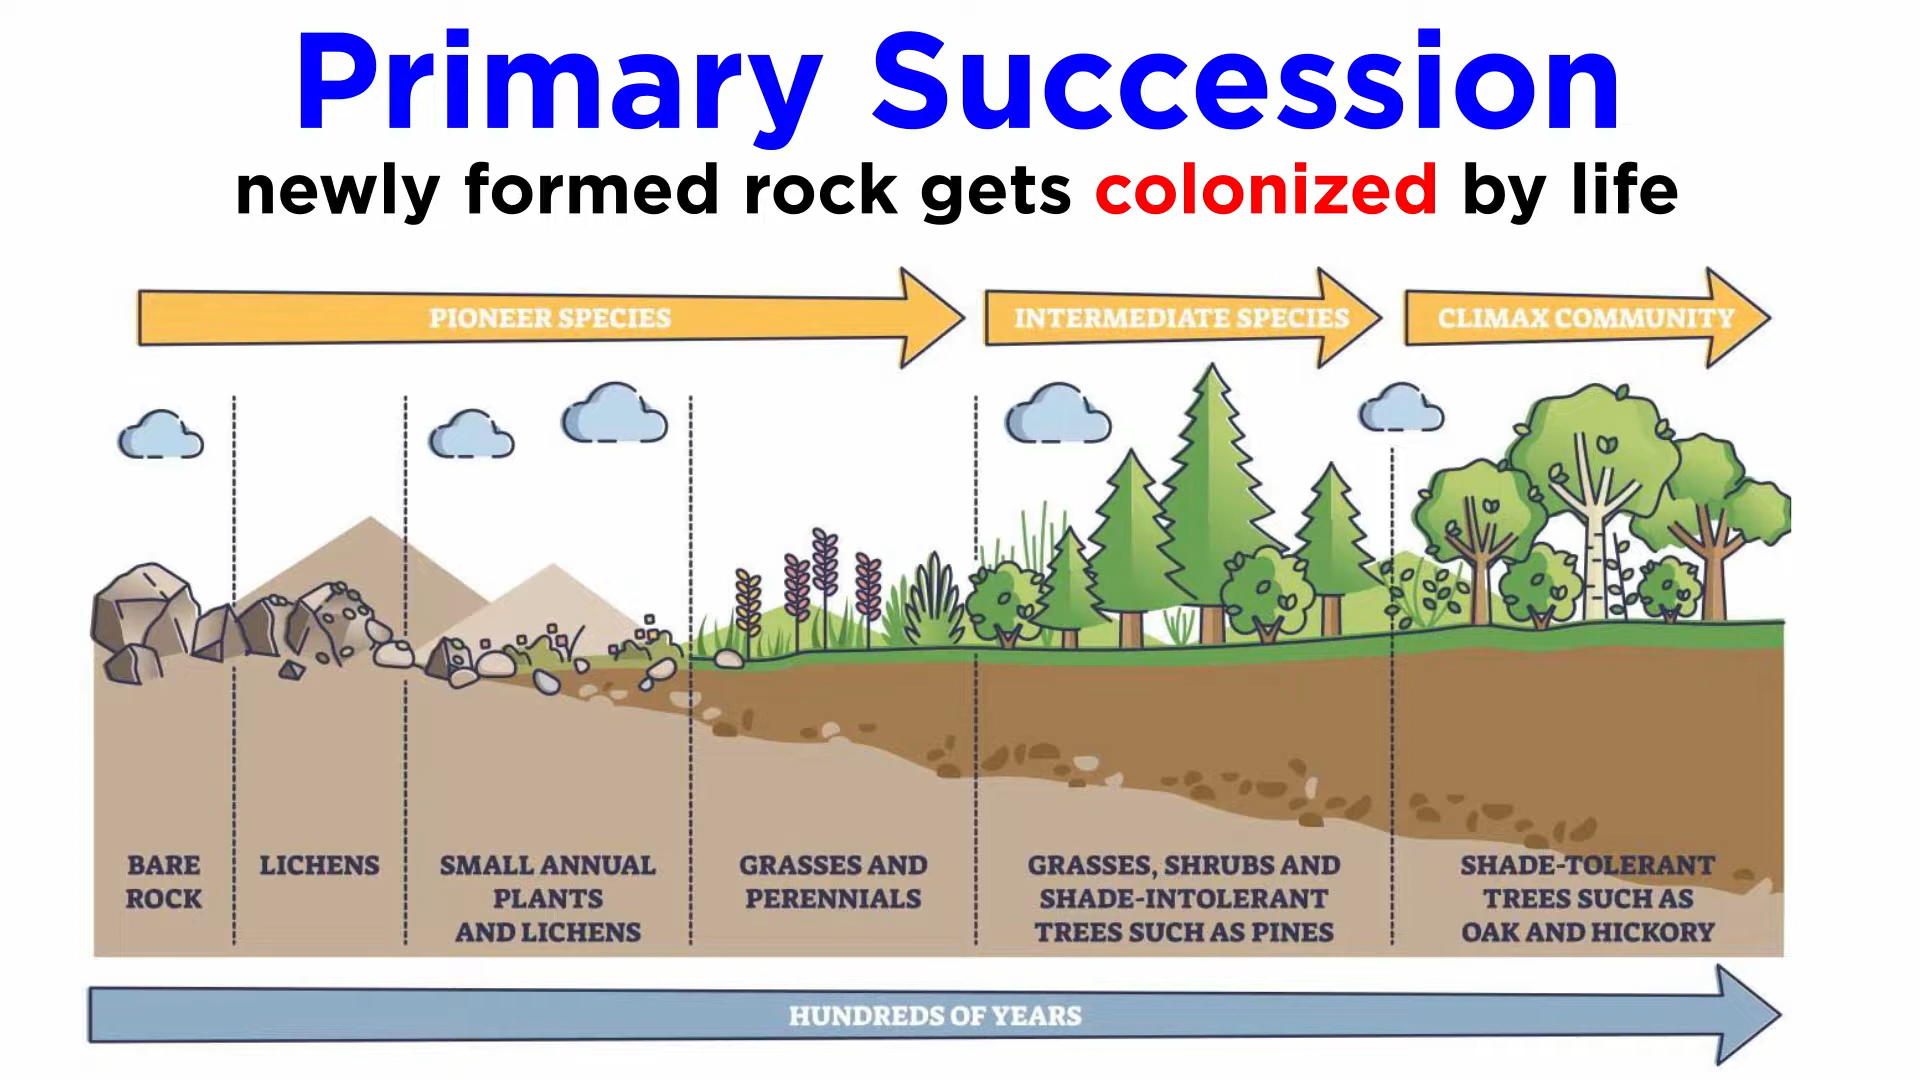 Primary Succession
newly formed rock gets colonized by life
PIONEER SPECIES
INTERMEDIATE SPECIES
CLIMAX COMMUNITY
BARE
ROCK
LICHENS
SMALL ANNUAL
PLANTS
AND LICHENS
GRASSES AND
PERENNIALS
GRASSES, SHRUBS AND
SHADE-INTOLERANT
TREES SUCH AS PINES
SHADE-TOLERANT
TREES SUCH AS
OAK AND HICKORY
HUNDREDS OF YEARS